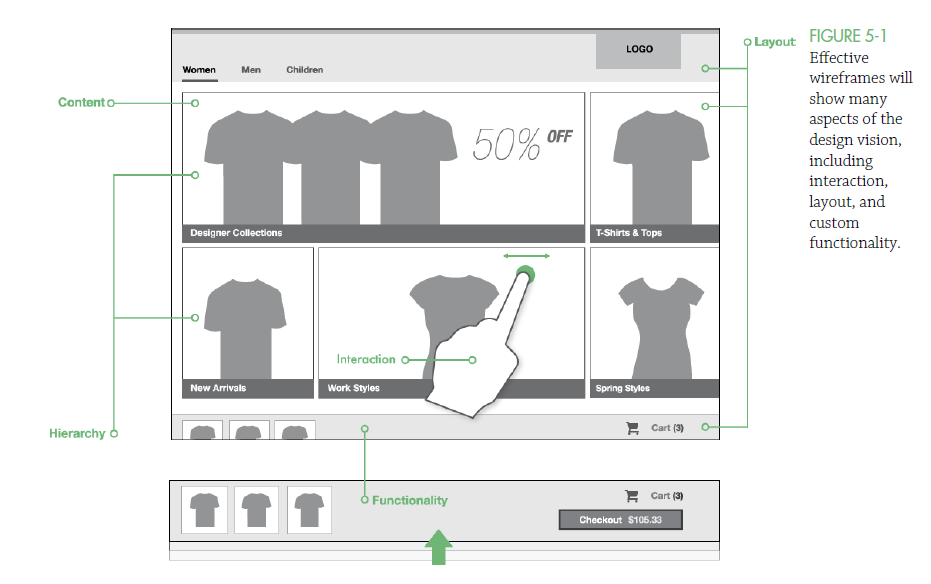 LOGO
Women Men Children
Layout
FIGURE 5-1
Effective
wireframes will
show many
aspects of the
design vision,
including
interaction,
layout, and
custom
functionality.
Content
50% OFF
Designer Collections
T-Shirts & Tops
Interaction
New Arrivals
Work Styles
Spring Styles
Hierarchy
Cart (3)
Functionality
Cart (3)
Checkout $105.33